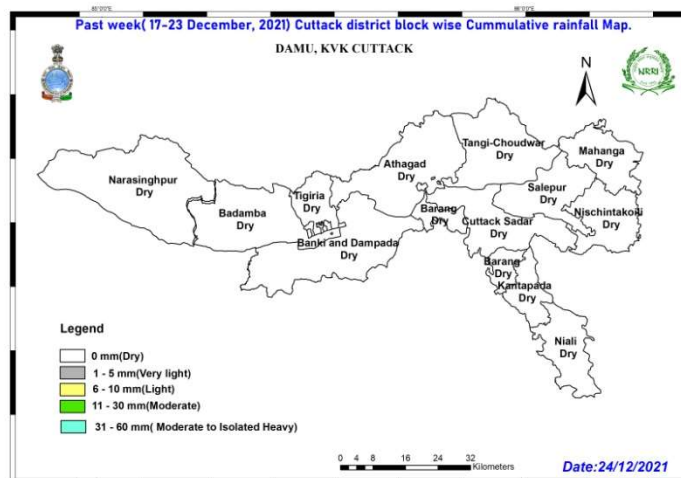 Past week( 17-23 December, 2021) Cuttack district block wise Cummulative rainfall Map.
DAMU, KVK CUTTACK
NRRI
N
Tangi-Choudwar
Dry
Mahanga
Dry
Athagad
Dry
Narasinghpur
Dry
Salepur
Dry
Tigiria
Dry
Badamba
Dry
Barang
Dry
Cuttack Sadar
Dry
Nischintakoili
Dry
Banki and Dampada
Dry
Barang
Dry
Kantapada
Dry
Niali
Dry
Legend
0 mm(Dry)
1 - 5 mm(Very light)
6 - 10 mm(Light)
11 - 30 mm(Moderate)
31 - 60 mm( Moderate to Isolated Heavy)
0 4 8 16 24 32
Kilometers
Date:24/12/2021